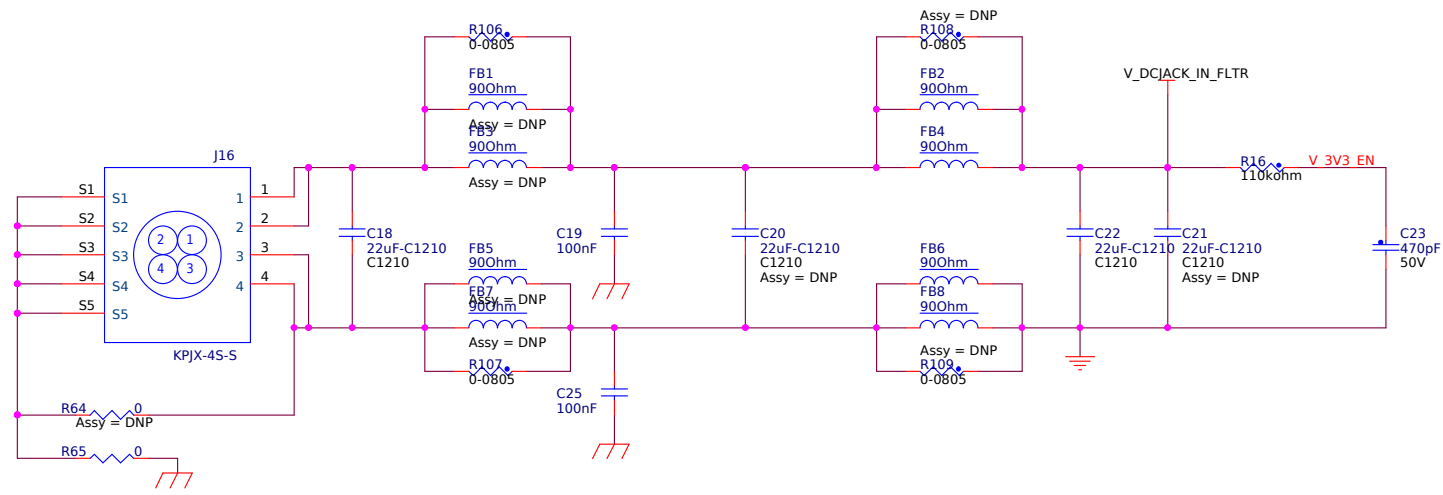 Assy = DNP
R106
0-0805
R108
0-0805
FB1
90Ohm
Assy = DNP
FB2
90Ohm
V_DCJACK_IN_FLTR
FB3
90Ohm
Assy = DNP
FB4
90Ohm
J16
R16
110kohm
V_3V3_EN
S1
S2
S3
S4
S5
S1
S2
S3
S4
S5
2
1
4
3
1
2
3
4
1
2
3
4
KPJX-4S-S
C18
22uF-C1210
C1210
C19
100nF
C20
22uF-C1210
C1210
Assy = DNP
C22
22uF-C1210
C1210
C21
22uF-C1210
C1210
Assy = DNP
C23
470pF
50V
FB5
90Ohm
Assy = DNP
FB6
90Ohm
FB7
90Ohm
Assy = DNP
FB8
90Ohm
Assy = DNP
R107
0-0805
R109
0-0805
C25
100nF
R64
0
Assy = DNP
R65
0